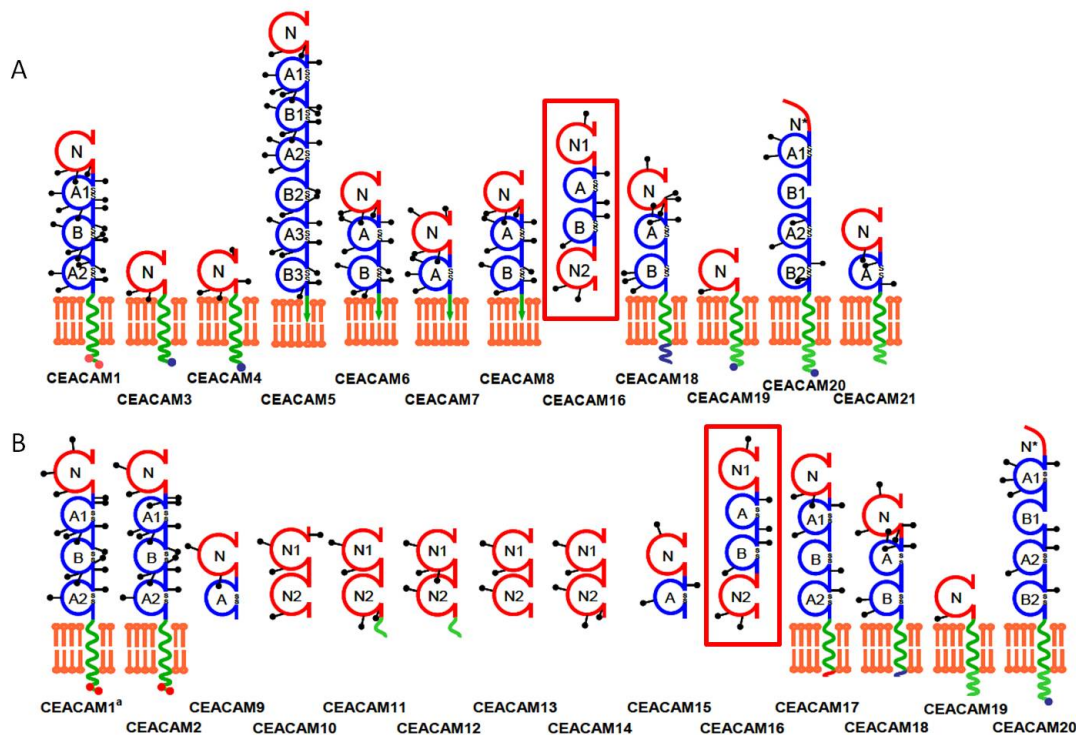 A
N
A1
B
A2
CEACAM1
N
CEACAM3
N
CEACAM4
N
A1
B1
A2
B2
A3
B3
CEACAM5
N
A
B
CEACAM6
N
A
CEACAM7
N
A
B
CEACAM8
N1
A
B
N2
CEACAM16
N
A
B
CEACAM18
N
CEACAM19
N*
A1
B1
A2
B2
CEACAM20
N
A
CEACAM21
B
N
A1
B
A2
CEACAM1ª
N
A1
B
A2
CEACAM2
N
A
CEACAM9
N1
N2
CEACAM10
N1
N2
CEACAM11
N1
N2
CEACAM12
N1
N2
CEACAM13
N1
N2
CEACAM14
N
A
CEACAM15
N1
A
B
N2
CEACAM16
N
A1
B
A2
CEACAM17
N
A
B
CEACAM18
N
CEACAM19
N*
A1
B1
A2
B2
CEACAM20